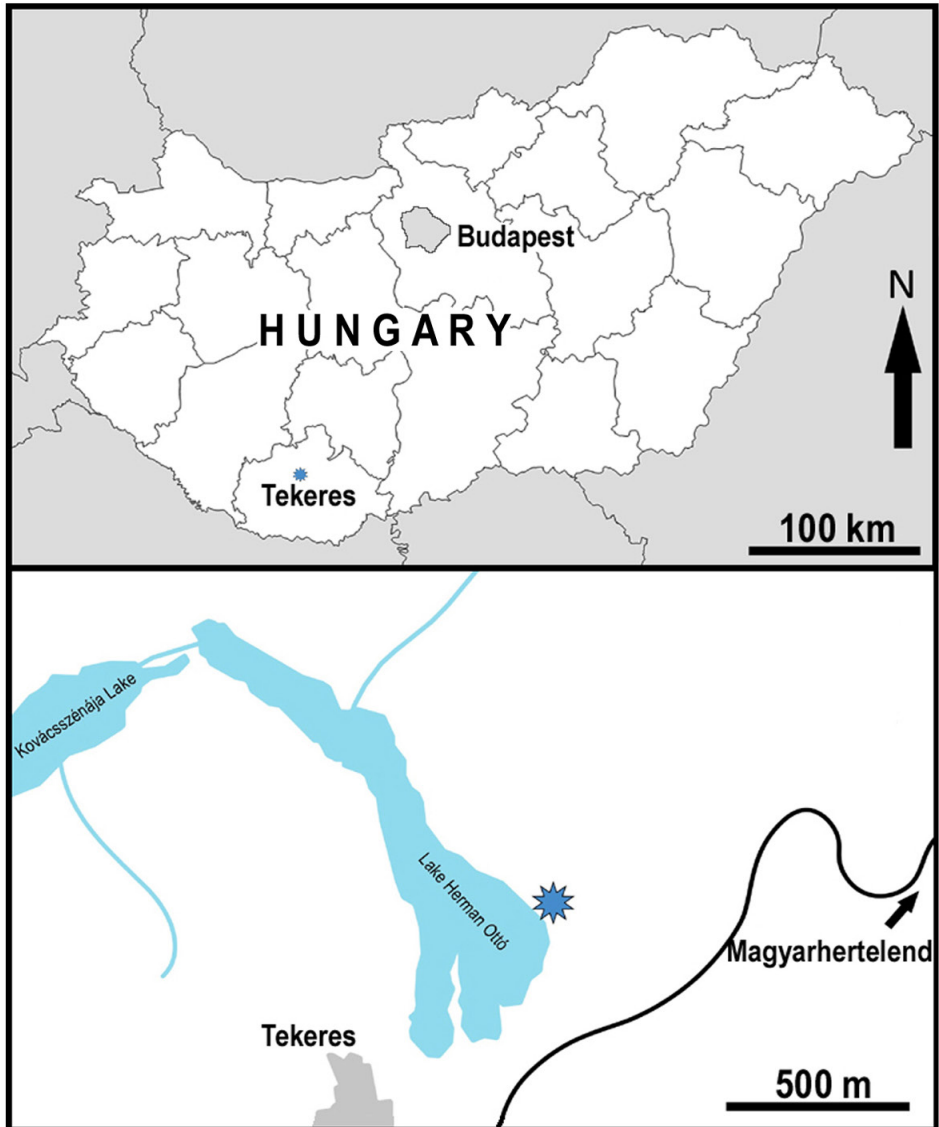 Budapest
N
HUNGARY
Tekeres
100 km
Kovácsszénája Lake
Lake Herman Ottó
Magyarhertelend
Tekeres
500 m